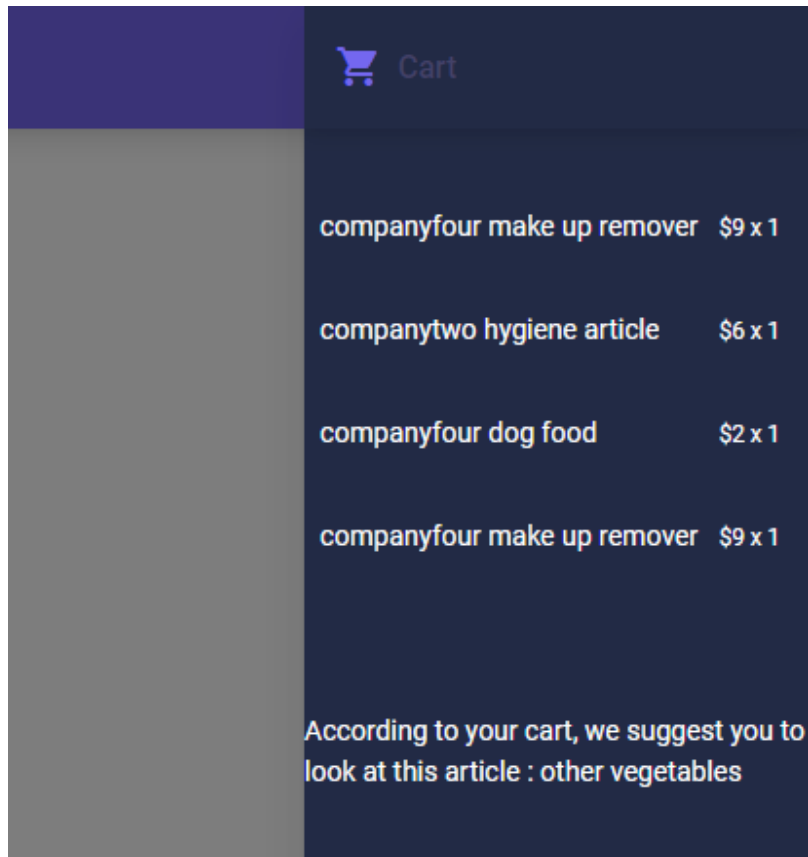 Cart
companyfour make up remover $9 x 1
companytwo hygiene article $6 x 1
companyfour dog food $2 x 1
companyfour make up remover $9 x 1
According to your cart, we suggest you to
look at this article : other vegetables